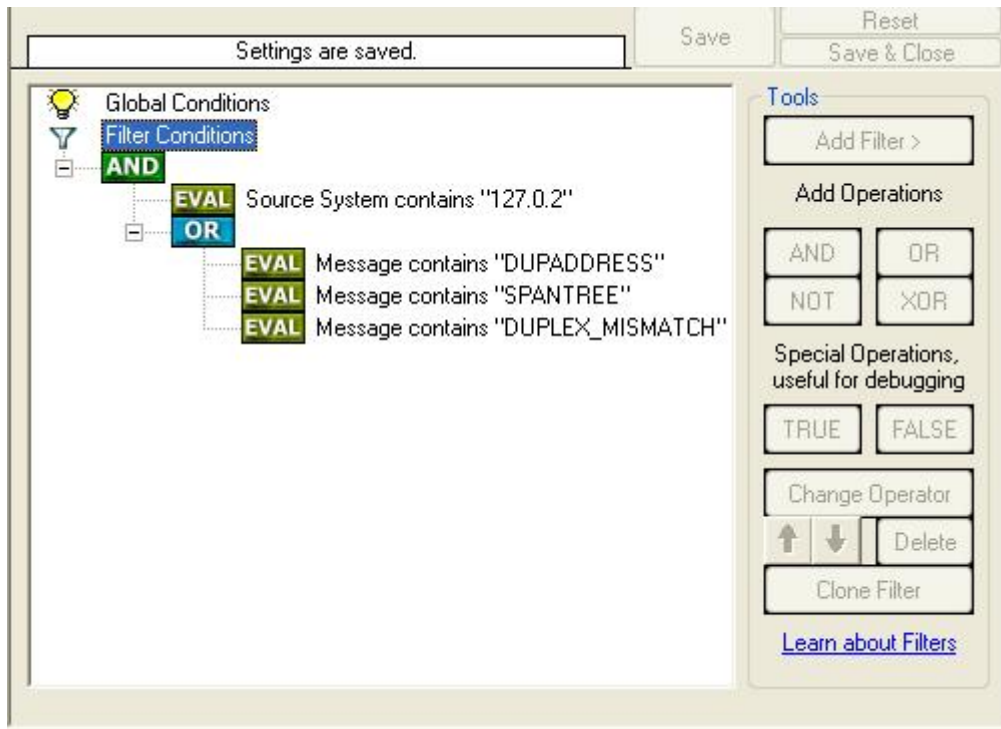 Settings are saved.
Save
Reset
Save & Close
Global Conditions
Filter Conditions
AND
EVAL Source System contains "127.0.2"
OR
EVAL Message contains "DUPADDRESS"
EVAL Message contains "SPANTREE"
EVAL Message contains "DUPLEX_MISMATCH"
Tools
Add Filter >
Add Operations
AND OR
NOT XOR
Special Operations,
useful for debugging
TRUE FALSE
Change Operator
Delete
Clone Filter
Learn about Filters